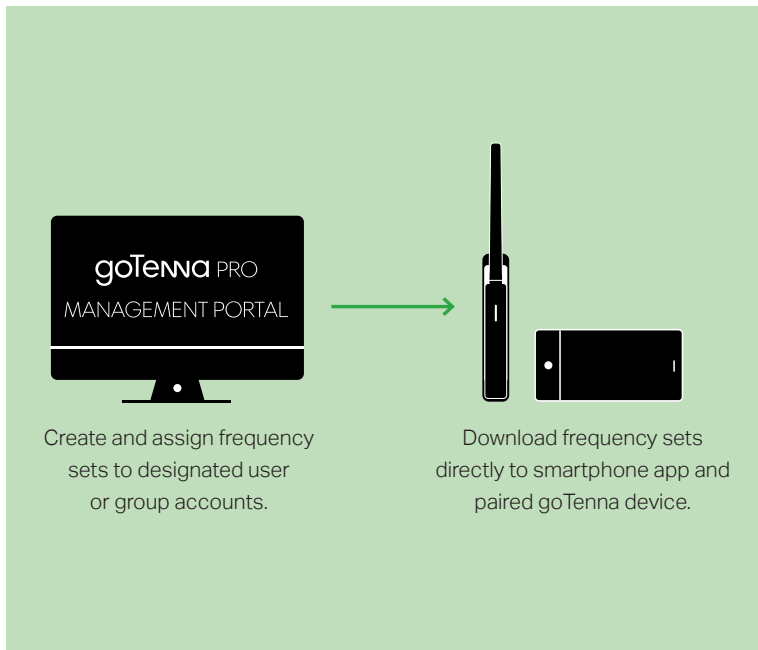 goTenna PRO
MANAGEMENT PORTAL
Create and assign frequency
sets to designated user
or group accounts.
Download frequency sets
directly to smartphone app and
paired goTenna device.